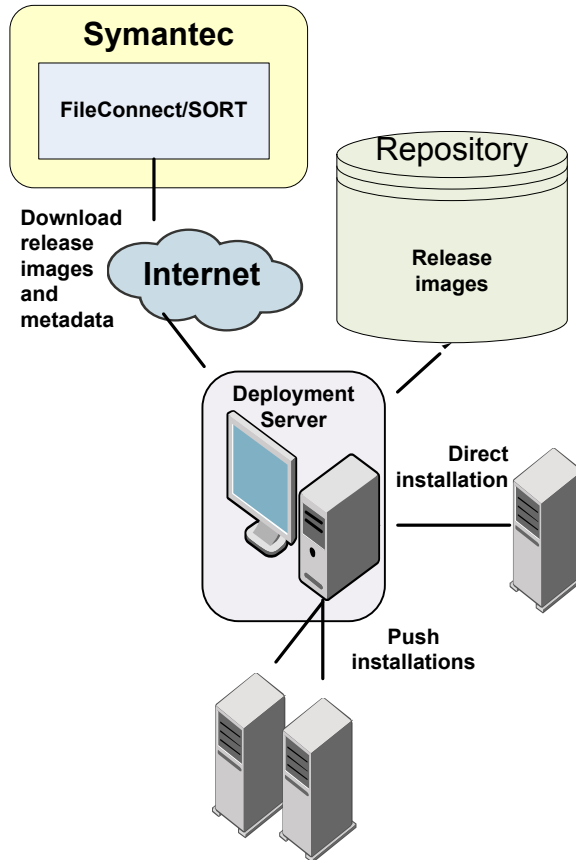 Symantec
FileConnect/SORT
Repository
Download
release
images
and
metadata
Internet
Release
images
Deployment
Server
Direct
installation
Push
installations